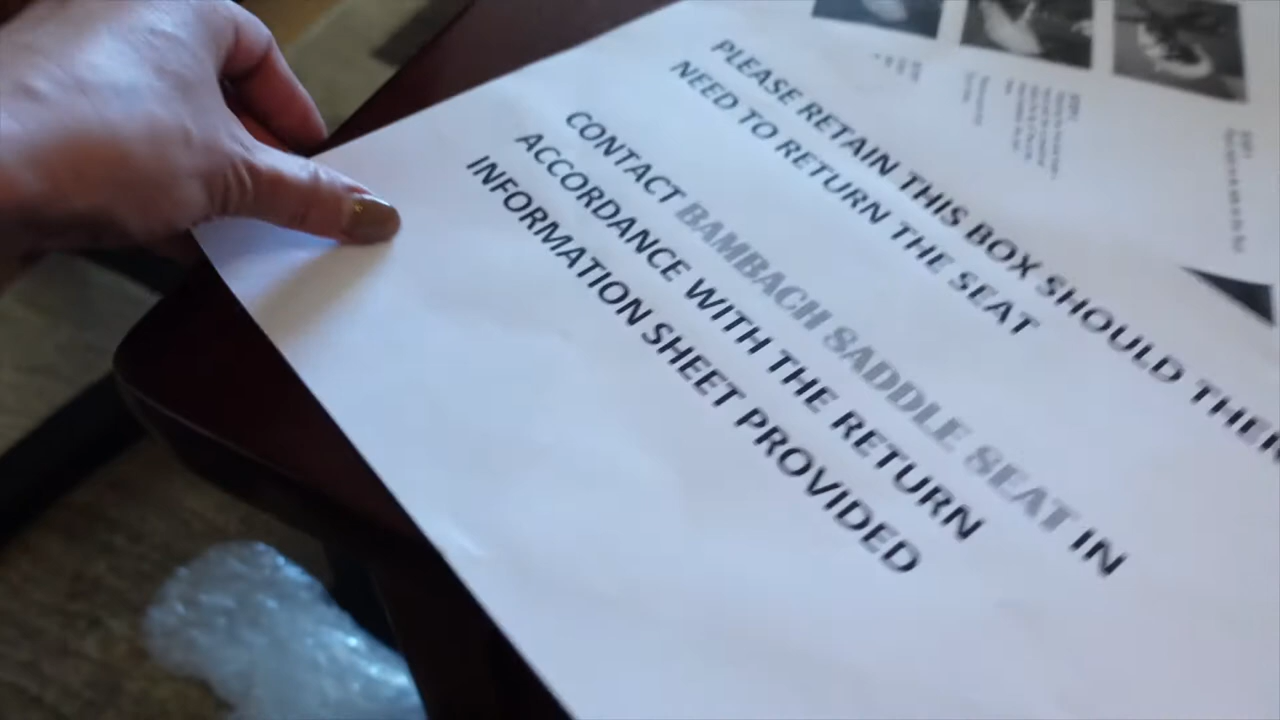 PLEASE RETAIN THIS BOX SHOULD THER
NEED TO RETURN THE SEAT
CONTACT BAMBACH SADDLE SEAT IN
ACCORDANCE WITH THE RETURN
INFORMATION SHEET PROVIDED